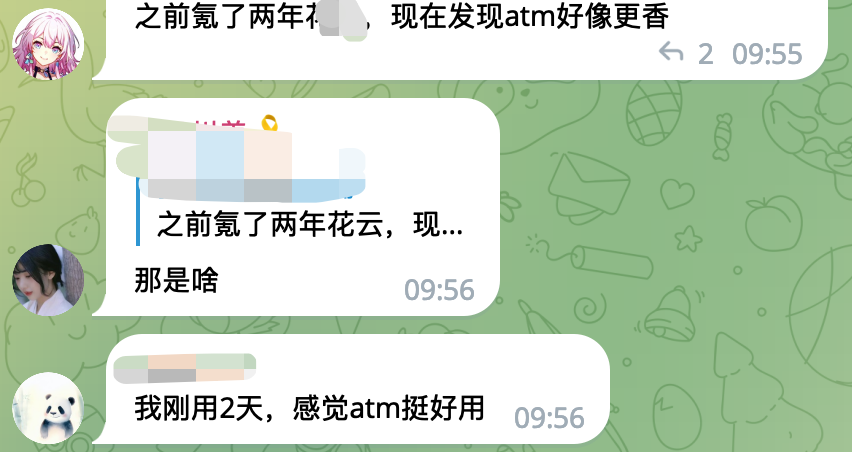 之前氪了两年花，现在发现atm好像更香
2 09:55
之前氪了两年花云，现...
那是啥
09:56
我刚用2天，感觉atm挺好用
09:56